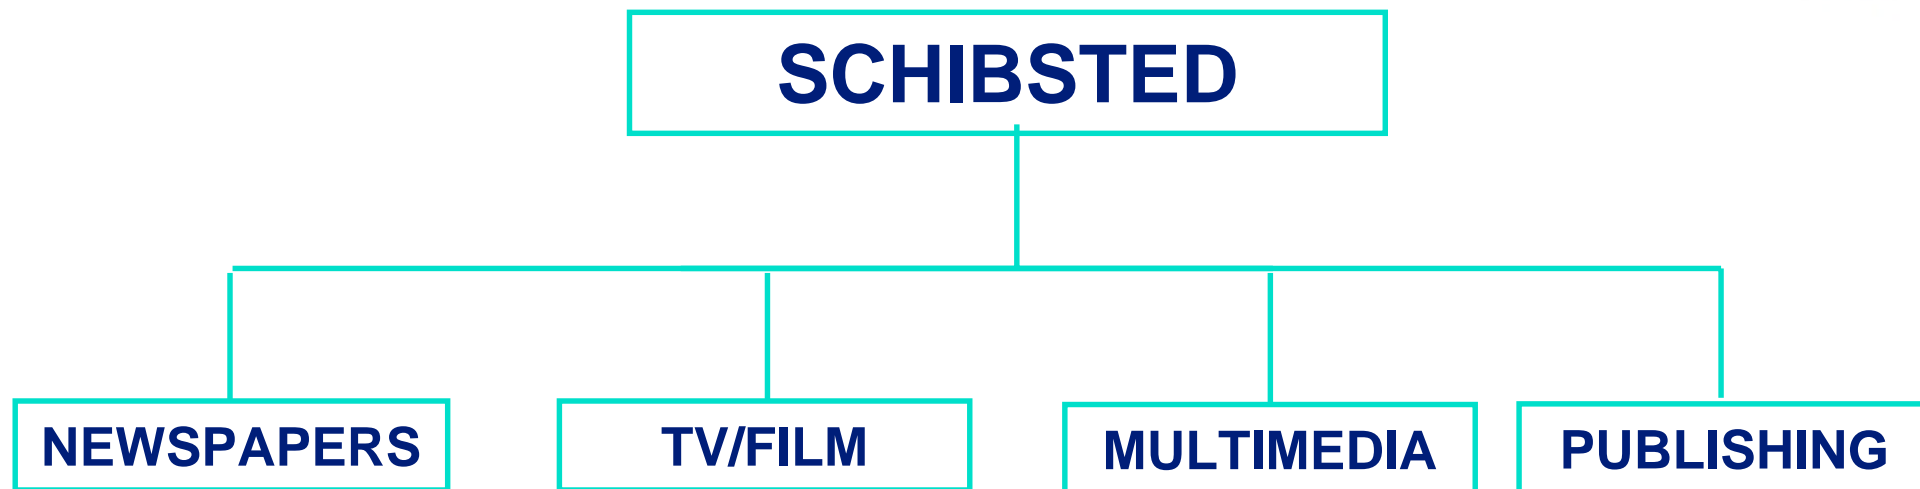 SCHIBSTED
NEWSPAPERS
TV/FILM
MULTIMEDIA
PUBLISHING